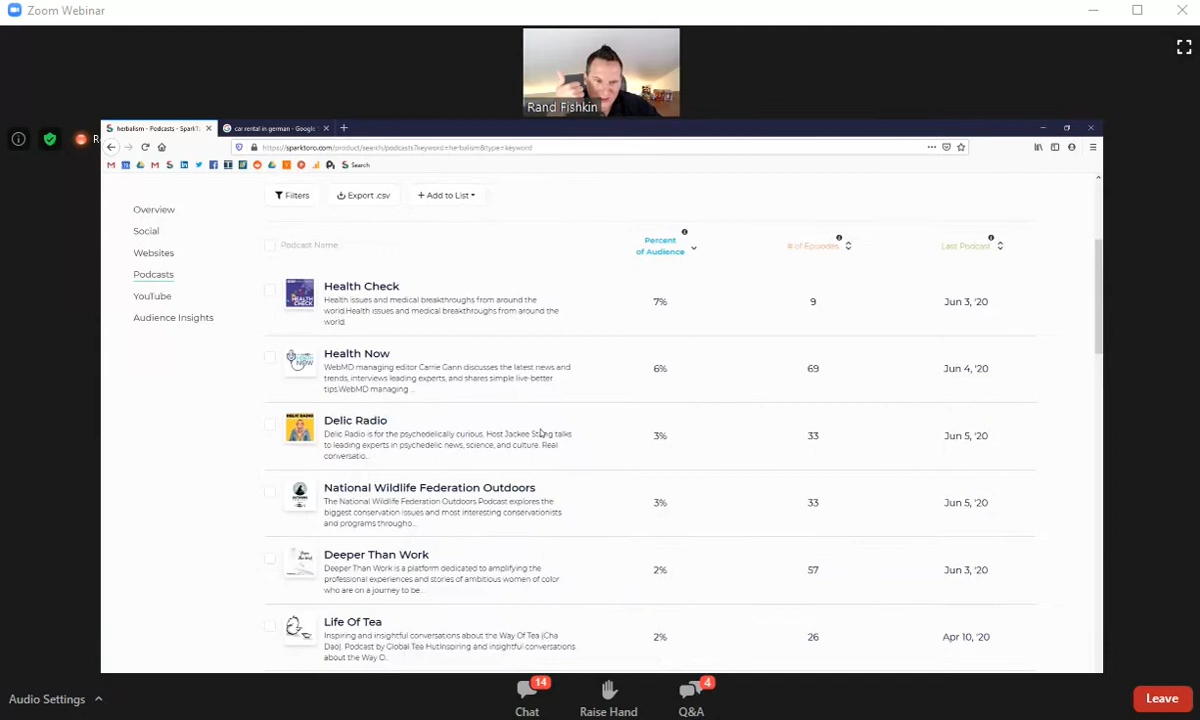 Zoom Webinar
Rand Fishkin
R
herbalism - Podcasts - SparkT
car rental in german - Google
https://sparktoro.com/product/search/podcasts?keyword=herbalism&type=keyword
Search
Filters
Export .csv
+ Add to List
Overview
Social
Websites
Podcasts
YouTube
Audience Insights
Podcast Name
Percent
of Audience
# of Episodes
Last Podcast
Health Check
Health issues and medical breakthroughs from around the
world.Health issues and medical breakthroughs from around the
world.
7%
9
Jun 3, '20
Health Now
WebMD managing editor Carrie Gann discusses the latest news and
trends, interviews leading experts, and shares simple live-better
tips.WebMD managing ...
6%
69
Jun 4, '20
Delic Radio
Delic Radio is for the psychedelically curious. Host Jackee Stang talks
to leading experts in psychedelic news, science, and culture. Real
conversatio...
3%
33
Jun 5, '20
National Wildlife Federation Outdoors
The National Wildlife Federation Outdoors Podcast explores the
biggest conservation issues and most interesting conservationists
and programs througho...
3%
33
Jun 5, '20
Deeper Than Work
Deeper Than Work is a platform dedicated to amplifying the
professional experiences and stories of ambitious women of color
who are on a journey to be...
2%
57
Jun 3, '20
Life Of Tea
Inspiring and insightful conversations about the Way Of Tea (Cha
Dao). Podcast by Global Tea HutInspiring and insightful conversations
about the Way O...
2%
26
Apr 10, '20
Audio Settings
14
Chat
Raise Hand
4
Q&A
Leave